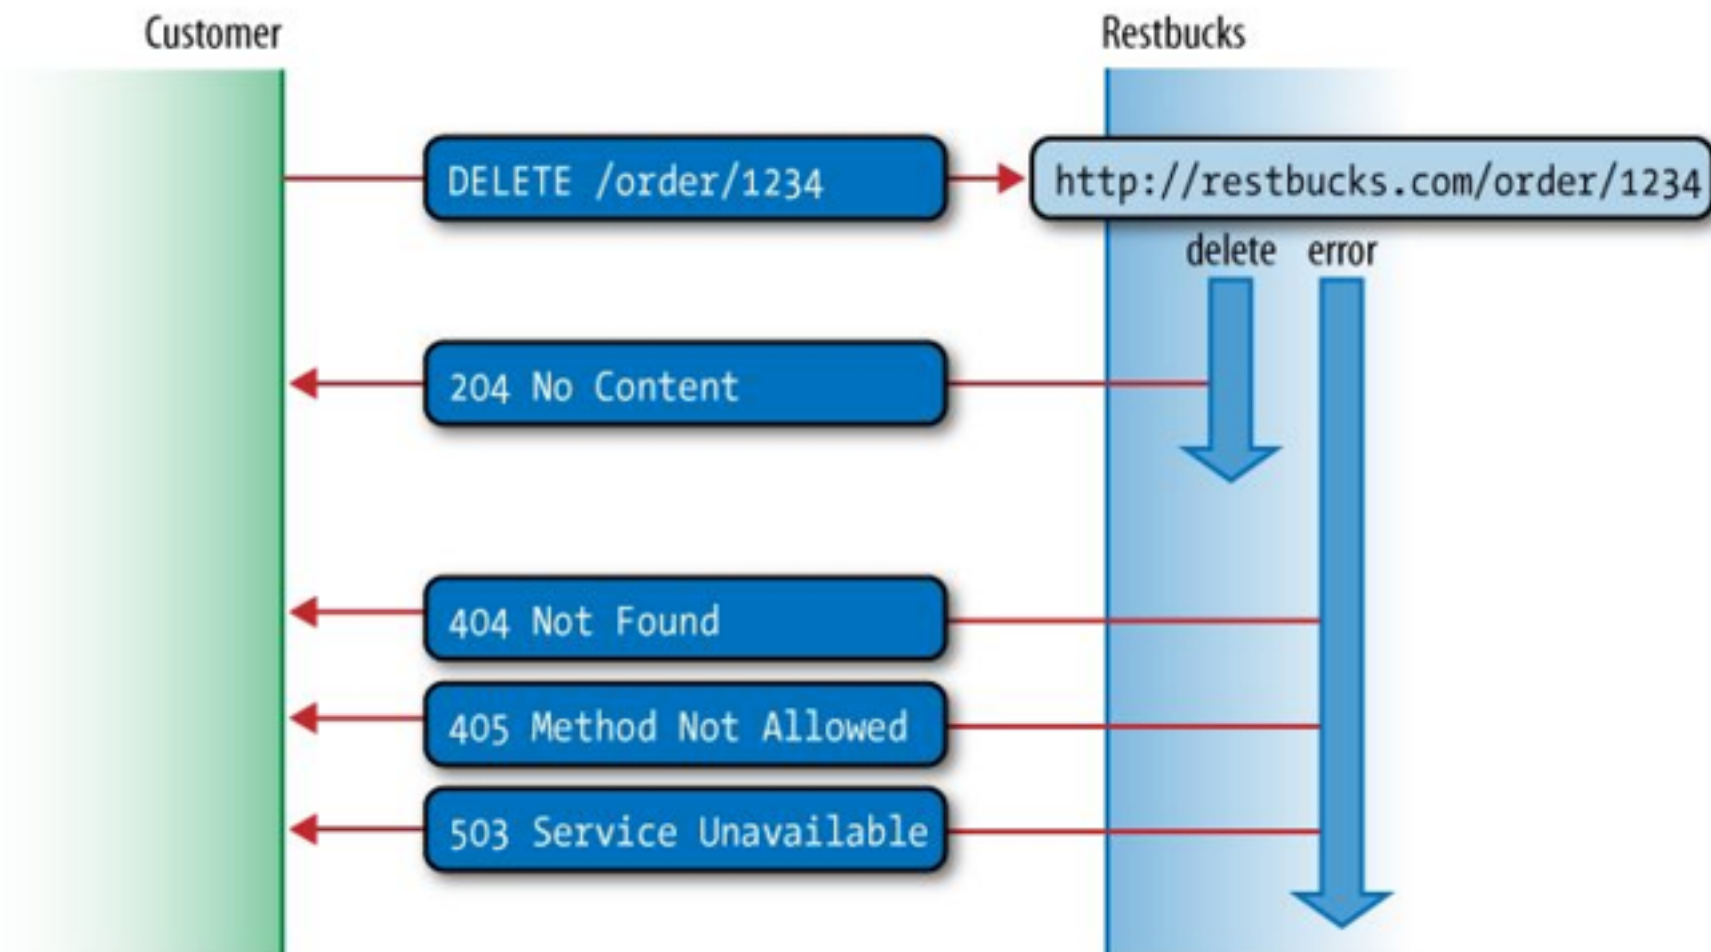 Customer
Restbucks
DELETE /order/1234
http://restbucks.com/order/1234
delete error
204 No Content
404 Not Found
405 Method Not Allowed
503 Service Unavailable